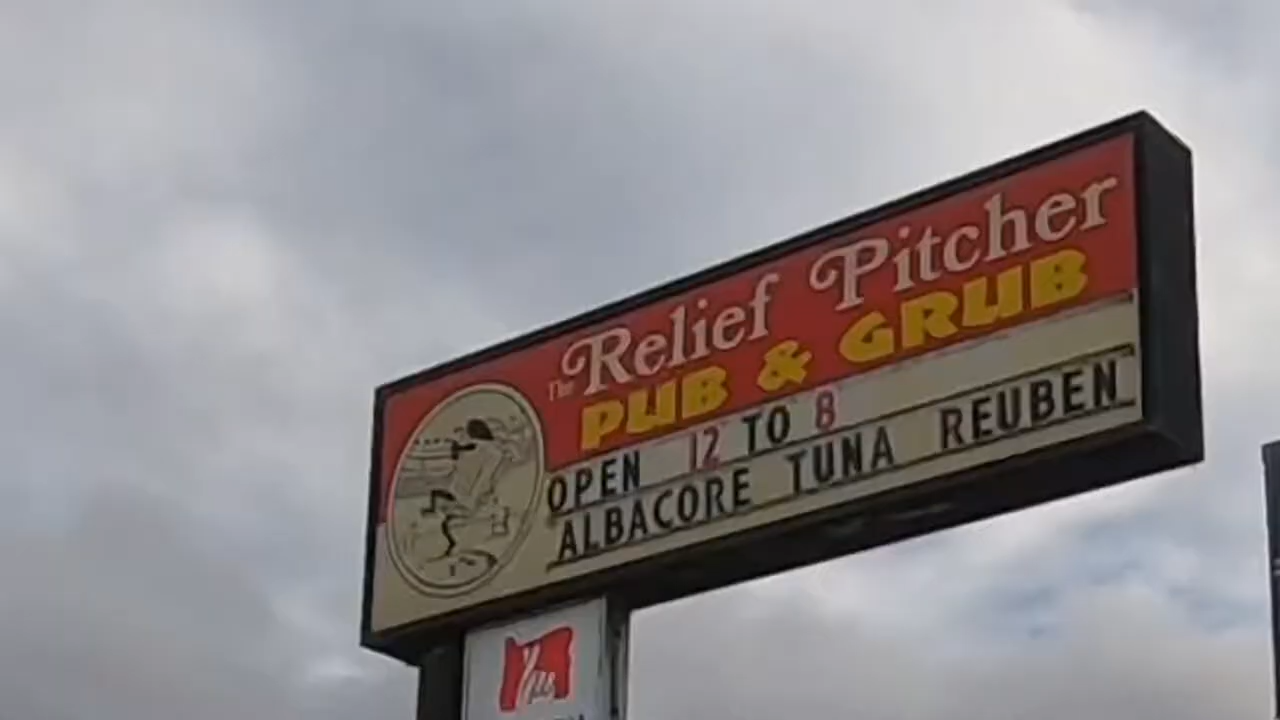 The Relief Pitcher
PUB & GRUB
OPEN 12 TO 8
ALBACORE TUNA REUBEN